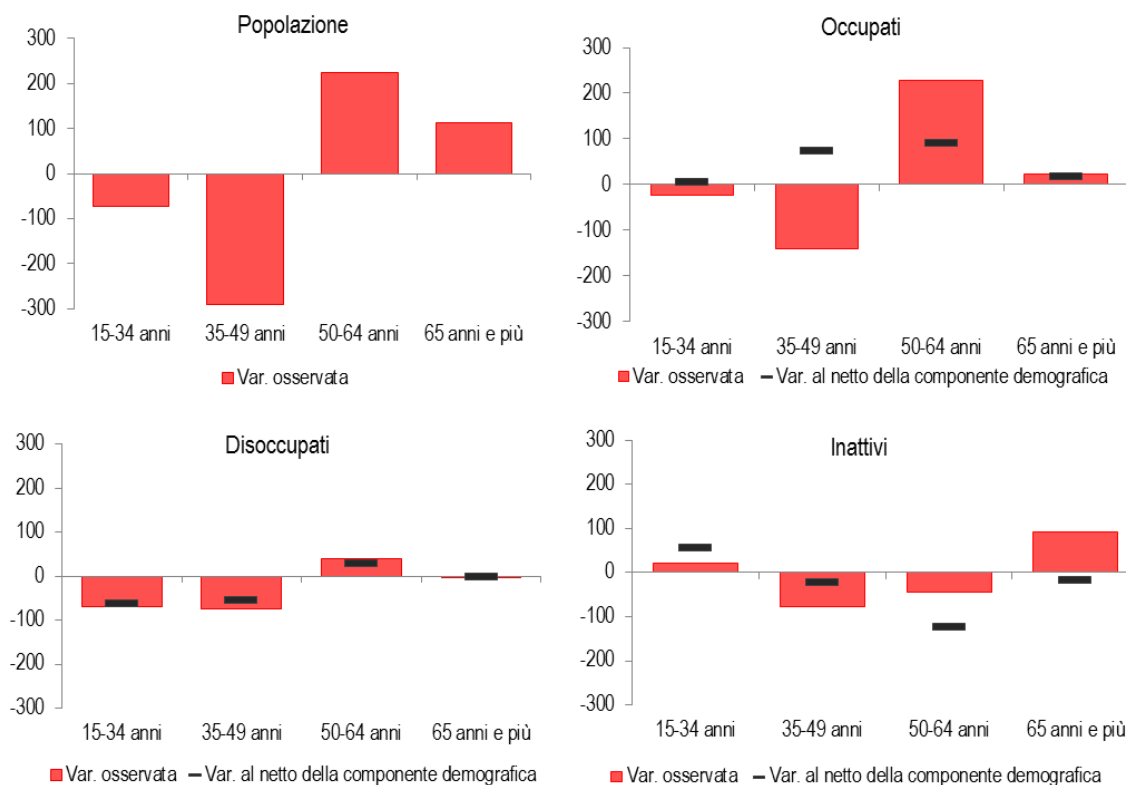 Popolazione
300
200
100
0
-100
-200
-300
15-34 anni 35-49 anni 50-64 anni 65 anni e più
Var. osservata
Occupati
300
200
100
0
-100
-200
-300
15-34 anni 35-49 anni 50-64 anni 65 anni e più
Var. osservata Var. al netto della componente demografica
Disoccupati
300
200
100
0
-100
-200
-300
15-34 anni 35-49 anni 50-64 anni 65 anni e più
Var. osservata Var. al netto della componente demografica
Inattivi
300
200
100
0
-100
-200
-300
15-34 anni 35-49 anni 50-64 anni 65 anni e più
Var. osservata Var. al netto della componente demografica